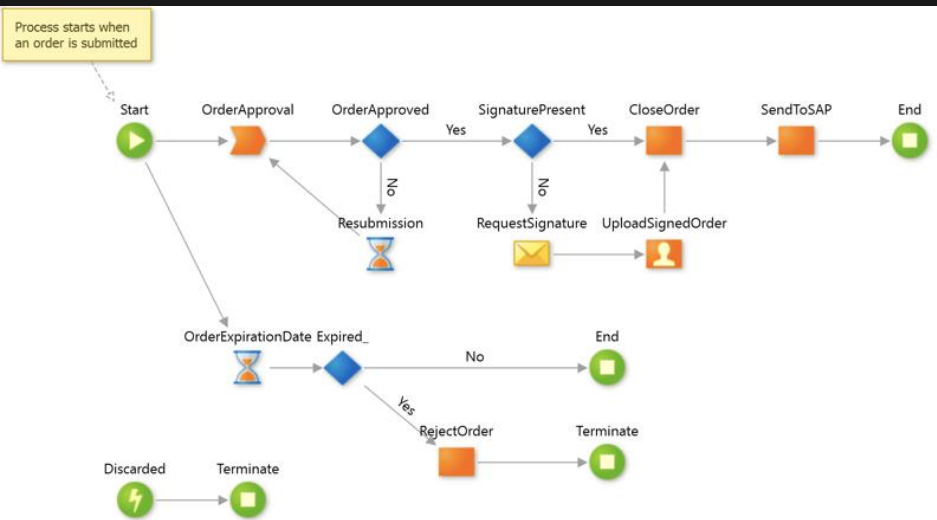 Process starts when
an order is submitted
Start
OrderApproval
OrderApproved
SignaturePresent
CloseOrder
SendToSAP
End
Yes
Yes
No
No
Resubmission
RequestSignature
UploadSignedOrder
OrderExpirationDate
Expired_
End
No
Yes
RejectOrder
Terminate
Discarded
Terminate